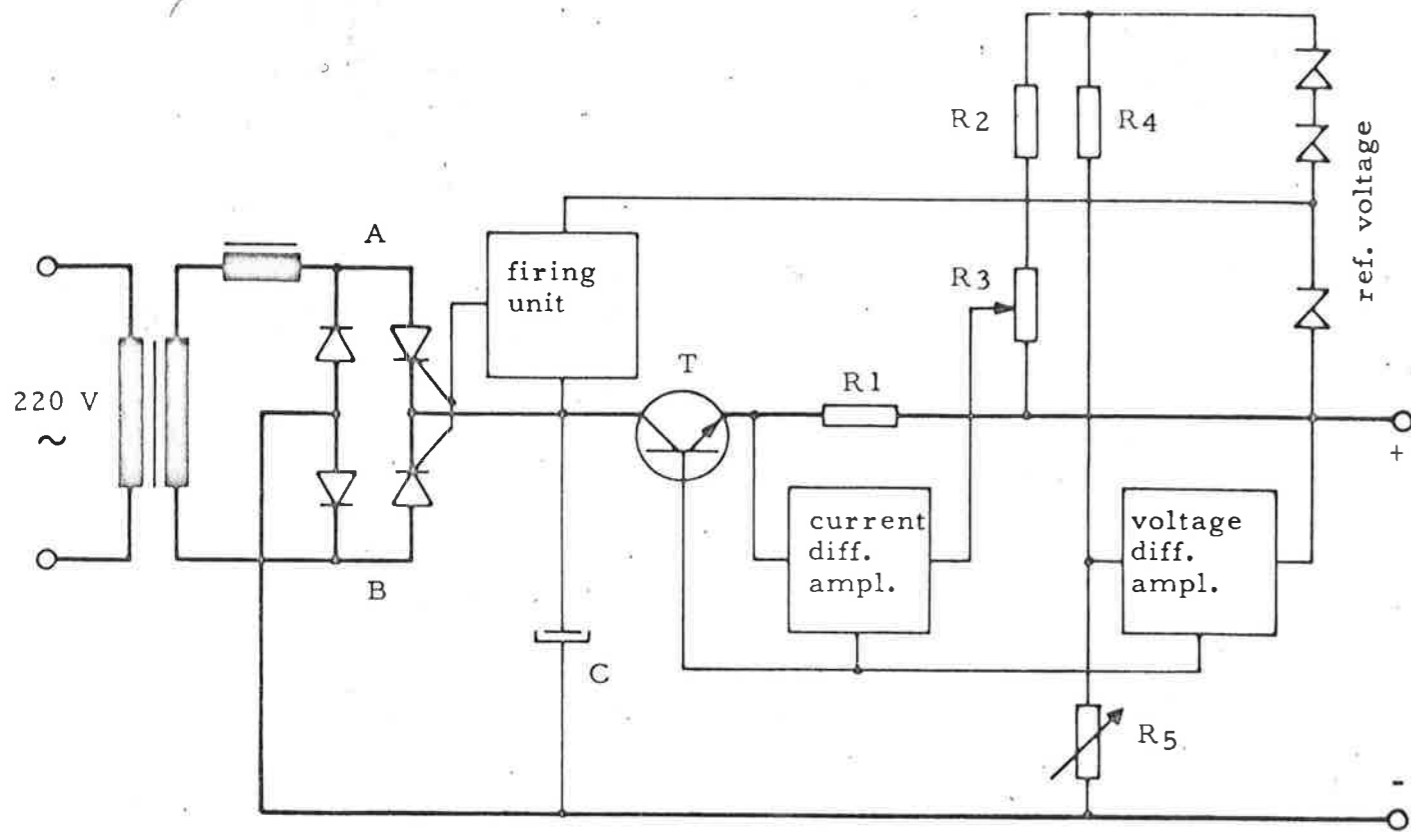 R2
R4
ref. voltage
A
firing
unit
R3
T
R1
220 V
~
+
current
diff.
ampl.
voltage
diff.
ampl.
B
C
R5
-